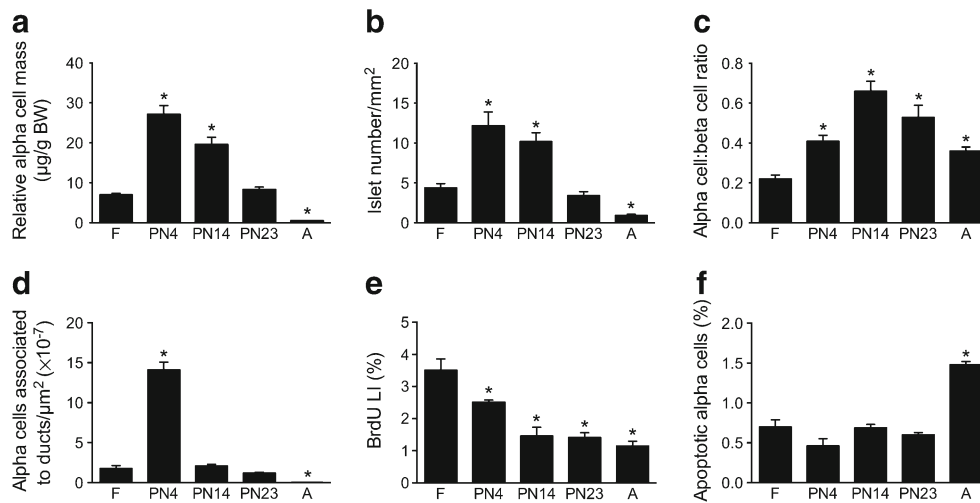 a
Relative alpha cell mass
(µg/g BW)
40
30
20
10
0
*
*
*
F PN4 PN14 PN23 A
b
Islet number/mm²
20
15
10
5
0
*
*
*
F PN4 PN14 PN23 A
c
Alpha cell:beta cell ratio
0.8
0.6
0.4
0.2
0.0
*
*
*
*
F PN4 PN14 PN23 A
d
Alpha cells associated
to ducts/µm² (×10⁻⁷)
20
15
10
5
0
*
*
F PN4 PN14 PN23 A
e
BrdU LI (%)
5
4
3
2
1
0
*
*
*
*
F PN4 PN14 PN23 A
f
Apoptotic alpha cells (%)
2.0
1.5
1.0
0.5
0.0
*
F PN4 PN14 PN23 A